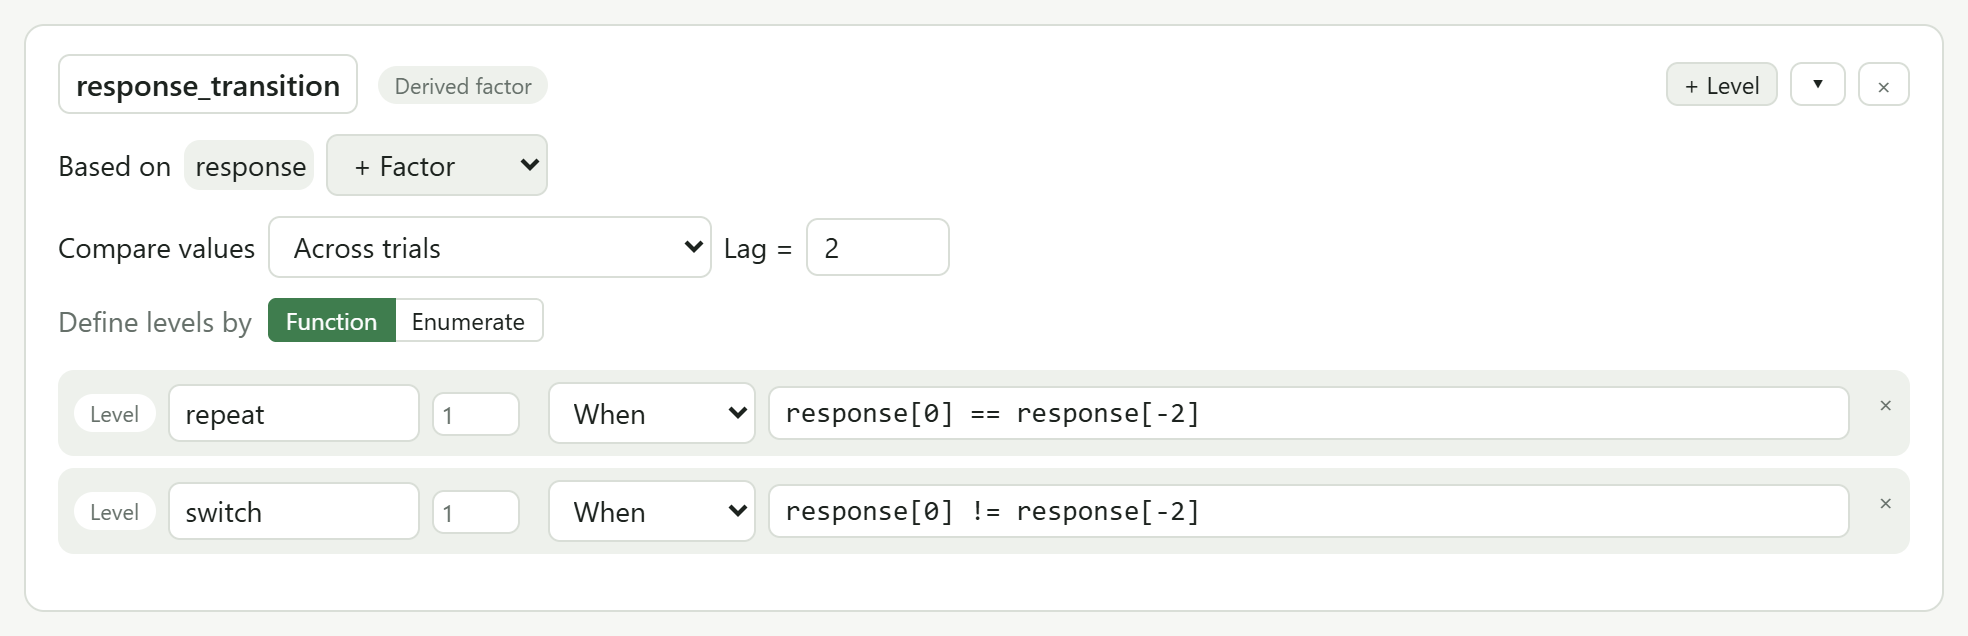 response_transition Derived factor + Level ▼ ×
Based on response + Factor
Compare values Across trials Lag = 2
Define levels by Function Enumerate
Level repeat 1 When response[0] == response[-2] ×
Level switch 1 When response[0] != response[-2] ×